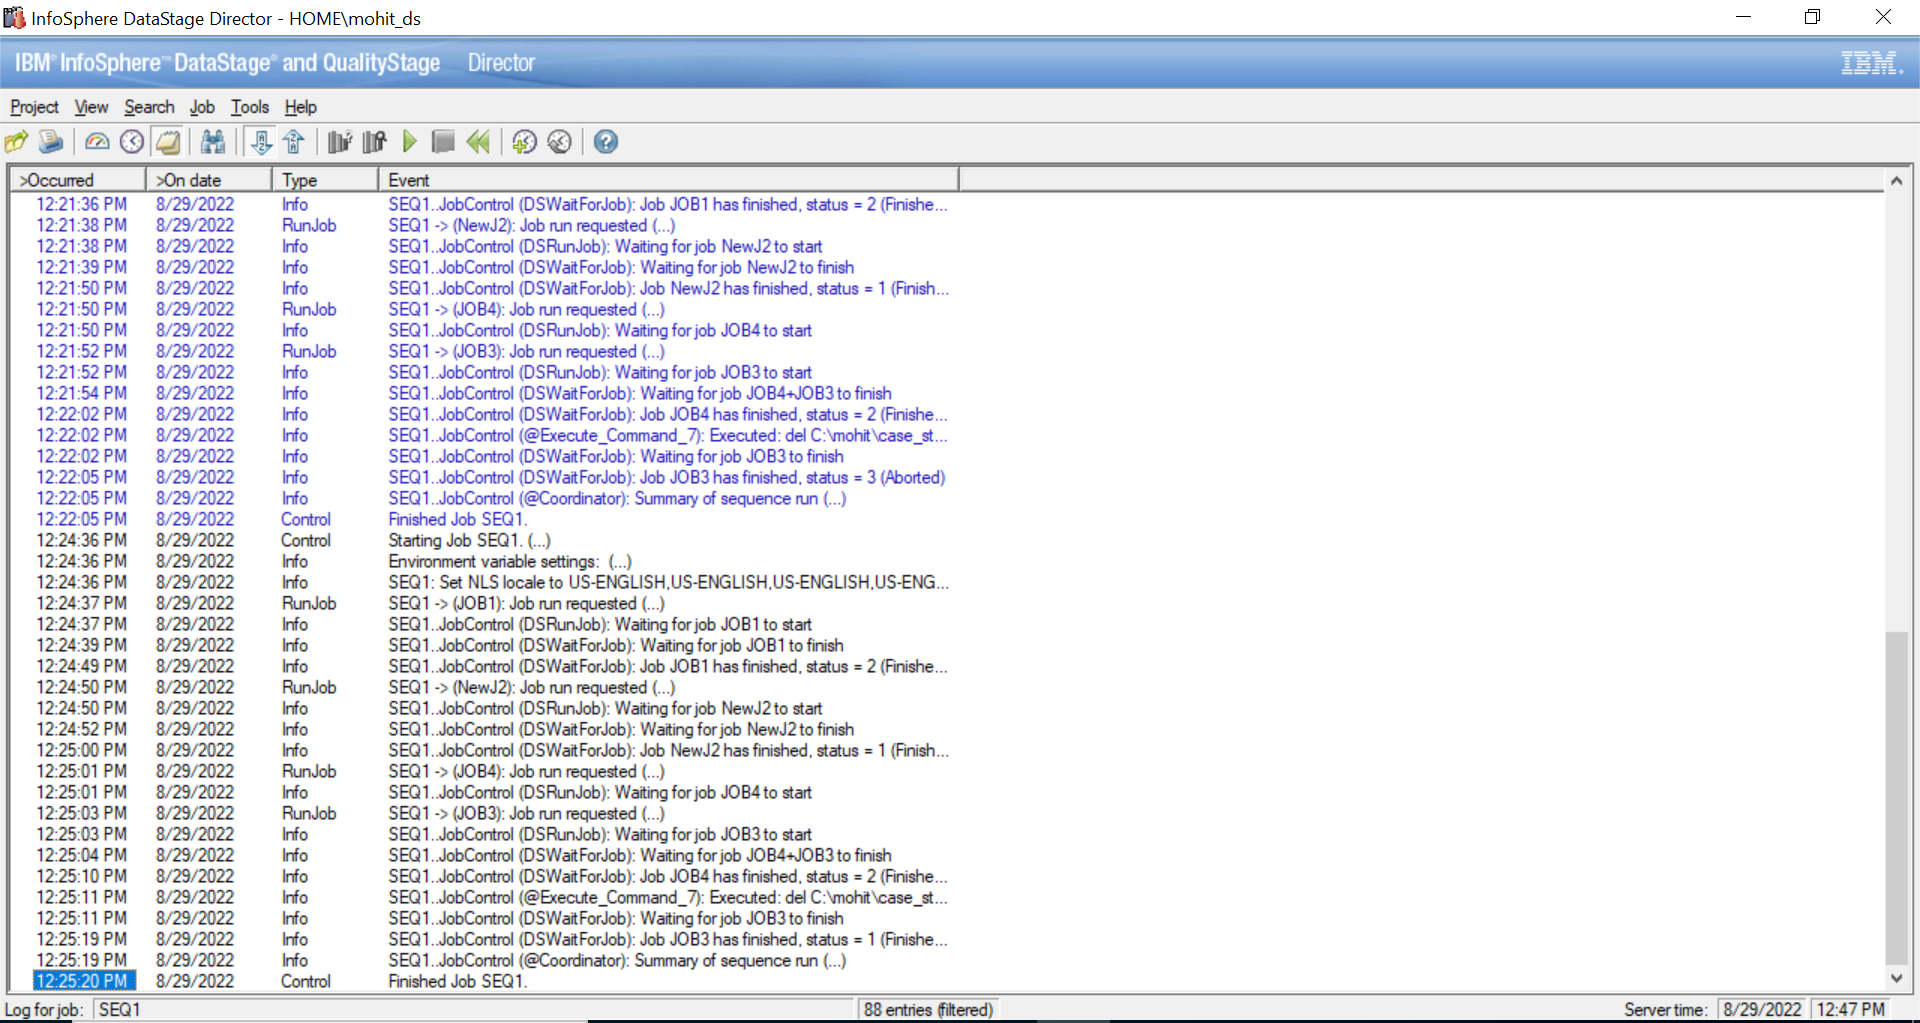 InfoSphere DataStage Director - HOME\mohit_ds
IBM® InfoSphere™ DataStage® and QualityStage Director IBM.
Project View Search Job Tools Help
>Occurred >On date Type Event
12:21:36 PM 8/29/2022 Info SEQ1..JobControl (DSWaitForJob): Job JOB1 has finished, status = 2 (Finishe...
12:21:38 PM 8/29/2022 RunJob SEQ1 -> (NewJ2): Job run requested (...)
12:21:38 PM 8/29/2022 Info SEQ1..JobControl (DSRunJob): Waiting for job NewJ2 to start
12:21:39 PM 8/29/2022 Info SEQ1..JobControl (DSWaitForJob): Waiting for job NewJ2 to finish
12:21:50 PM 8/29/2022 Info SEQ1..JobControl (DSWaitForJob): Job NewJ2 has finished, status = 1 (Finish...
12:21:50 PM 8/29/2022 RunJob SEQ1 -> (JOB4): Job run requested (...)
12:21:50 PM 8/29/2022 Info SEQ1..JobControl (DSRunJob): Waiting for job JOB4 to start
12:21:52 PM 8/29/2022 RunJob SEQ1 -> (JOB3): Job run requested (...)
12:21:52 PM 8/29/2022 Info SEQ1..JobControl (DSRunJob): Waiting for job JOB3 to start
12:21:54 PM 8/29/2022 Info SEQ1..JobControl (DSWaitForJob): Waiting for job JOB4+JOB3 to finish
12:22:02 PM 8/29/2022 Info SEQ1..JobControl (DSWaitForJob): Job JOB4 has finished, status = 2 (Finishe...
12:22:02 PM 8/29/2022 Info SEQ1..JobControl (@Execute_Command_7): Executed: del C:\mohit\case_st...
12:22:02 PM 8/29/2022 Info SEQ1..JobControl (DSWaitForJob): Waiting for job JOB3 to finish
12:22:05 PM 8/29/2022 Info SEQ1..JobControl (DSWaitForJob): Job JOB3 has finished, status = 3 (Aborted)
12:22:05 PM 8/29/2022 Info SEQ1..JobControl (@Coordinator): Summary of sequence run (...)
12:22:05 PM 8/29/2022 Control Finished Job SEQ1.
12:24:36 PM 8/29/2022 Control Starting Job SEQ1. (...)
12:24:36 PM 8/29/2022 Info Environment variable settings: (...)
12:24:36 PM 8/29/2022 Info SEQ1: Set NLS locale to US-ENGLISH,US-ENGLISH,US-ENGLISH,US-ENG...
12:24:37 PM 8/29/2022 RunJob SEQ1 -> (JOB1): Job run requested (...)
12:24:37 PM 8/29/2022 Info SEQ1..JobControl (DSRunJob): Waiting for job JOB1 to start
12:24:39 PM 8/29/2022 Info SEQ1..JobControl (DSWaitForJob): Waiting for job JOB1 to finish
12:24:49 PM 8/29/2022 Info SEQ1..JobControl (DSWaitForJob): Job JOB1 has finished, status = 2 (Finishe...
12:24:50 PM 8/29/2022 RunJob SEQ1 -> (NewJ2): Job run requested (...)
12:24:50 PM 8/29/2022 Info SEQ1..JobControl (DSRunJob): Waiting for job NewJ2 to start
12:24:52 PM 8/29/2022 Info SEQ1..JobControl (DSWaitForJob): Waiting for job NewJ2 to finish
12:25:00 PM 8/29/2022 Info SEQ1..JobControl (DSWaitForJob): Job NewJ2 has finished, status = 1 (Finish...
12:25:01 PM 8/29/2022 RunJob SEQ1 -> (JOB4): Job run requested (...)
12:25:01 PM 8/29/2022 Info SEQ1..JobControl (DSRunJob): Waiting for job JOB4 to start
12:25:03 PM 8/29/2022 RunJob SEQ1 -> (JOB3): Job run requested (...)
12:25:03 PM 8/29/2022 Info SEQ1..JobControl (DSRunJob): Waiting for job JOB3 to start
12:25:04 PM 8/29/2022 Info SEQ1..JobControl (DSWaitForJob): Waiting for job JOB4+JOB3 to finish
12:25:10 PM 8/29/2022 Info SEQ1..JobControl (DSWaitForJob): Job JOB4 has finished, status = 2 (Finishe...
12:25:11 PM 8/29/2022 Info SEQ1..JobControl (@Execute_Command_7): Executed: del C:\mohit\case_st...
12:25:11 PM 8/29/2022 Info SEQ1..JobControl (DSWaitForJob): Waiting for job JOB3 to finish
12:25:19 PM 8/29/2022 Info SEQ1..JobControl (DSWaitForJob): Job JOB3 has finished, status = 1 (Finishe...
12:25:19 PM 8/29/2022 Info SEQ1..JobControl (@Coordinator): Summary of sequence run (...)
12:25:20 PM 8/29/2022 Control Finished Job SEQ1.
Log for job: SEQ1 88 entries (filtered) Server time: 8/29/2022 12:47 PM